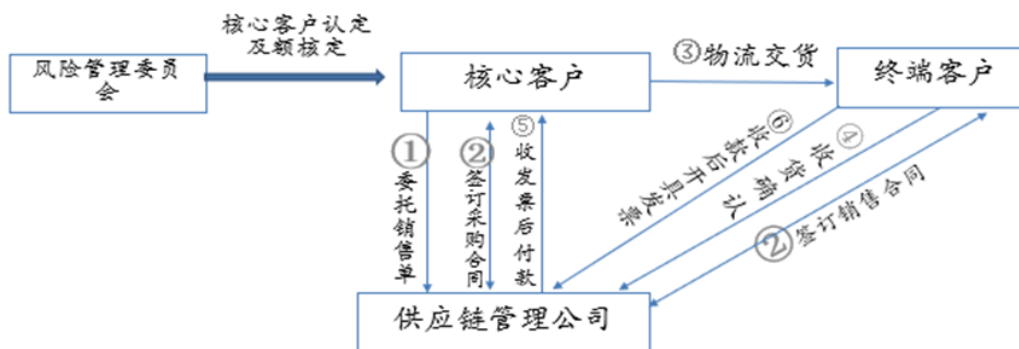 核心客户认定
及额核定
风险管理委员
会
核心客户
③物流交货
终端客户
①委托销售单
②签订采购合同
⑤收发票后付款
⑥收款后开具发票
④收货确认
②签订销售合同
供应链管理公司